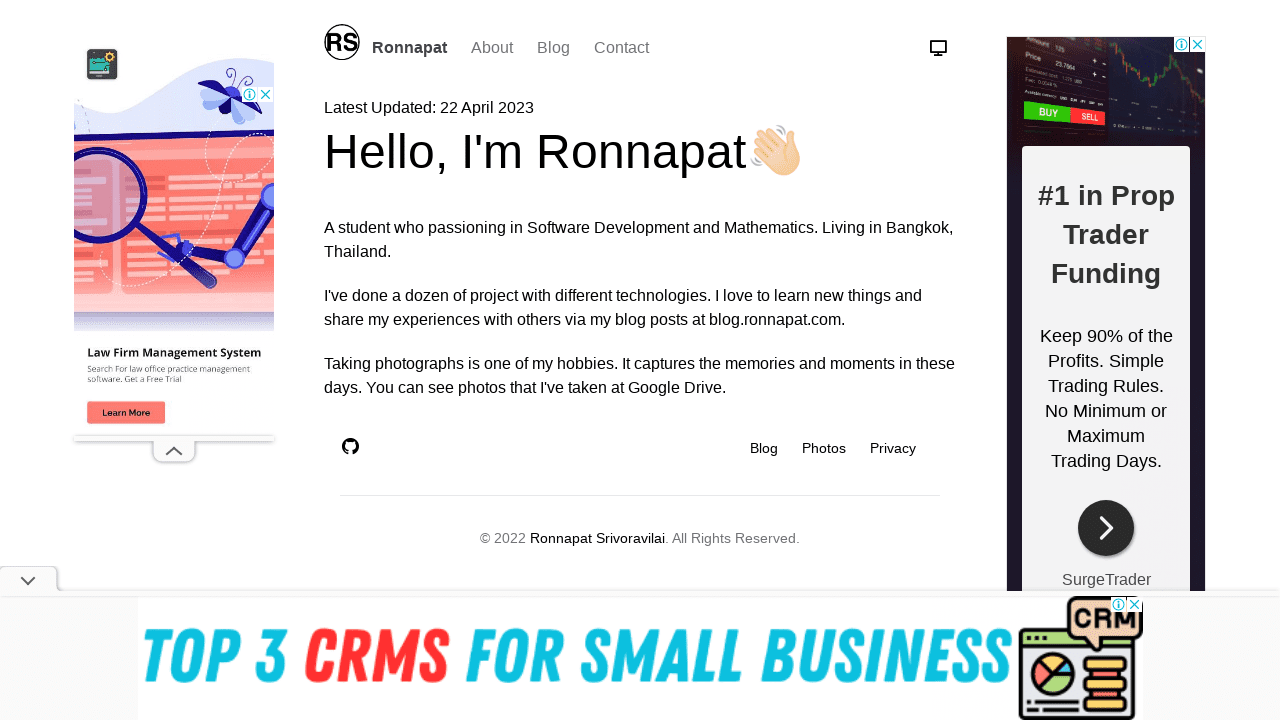 RS
Ronnapat About Blog Contact
Latest Updated: 22 April 2023
Hello, I'm Ronnapat
A student who passioning in Software Development and Mathematics. Living in Bangkok,
Thailand.
I've done a dozen of project with different technologies. I love to learn new things and
share my experiences with others via my blog posts at blog.ronnapat.com.
Taking photographs is one of my hobbies. It captures the memories and moments in these
days. You can see photos that I've taken at Google Drive.
Blog Photos Privacy
© 2022 Ronnapat Srivoravilai. All Rights Reserved.
Law Firm Management System
Search For law office practice management
software. Get a Free Trial
Learn More
Amount 125
Price 23.7864
BUY SELL
#1 in Prop
Trader
Funding
Keep 90% of the
Profits. Simple
Trading Rules.
No Minimum or
Maximum
Trading Days.
SurgeTrader
TOP 3 CRMS FOR SMALL BUSINESS
CRM